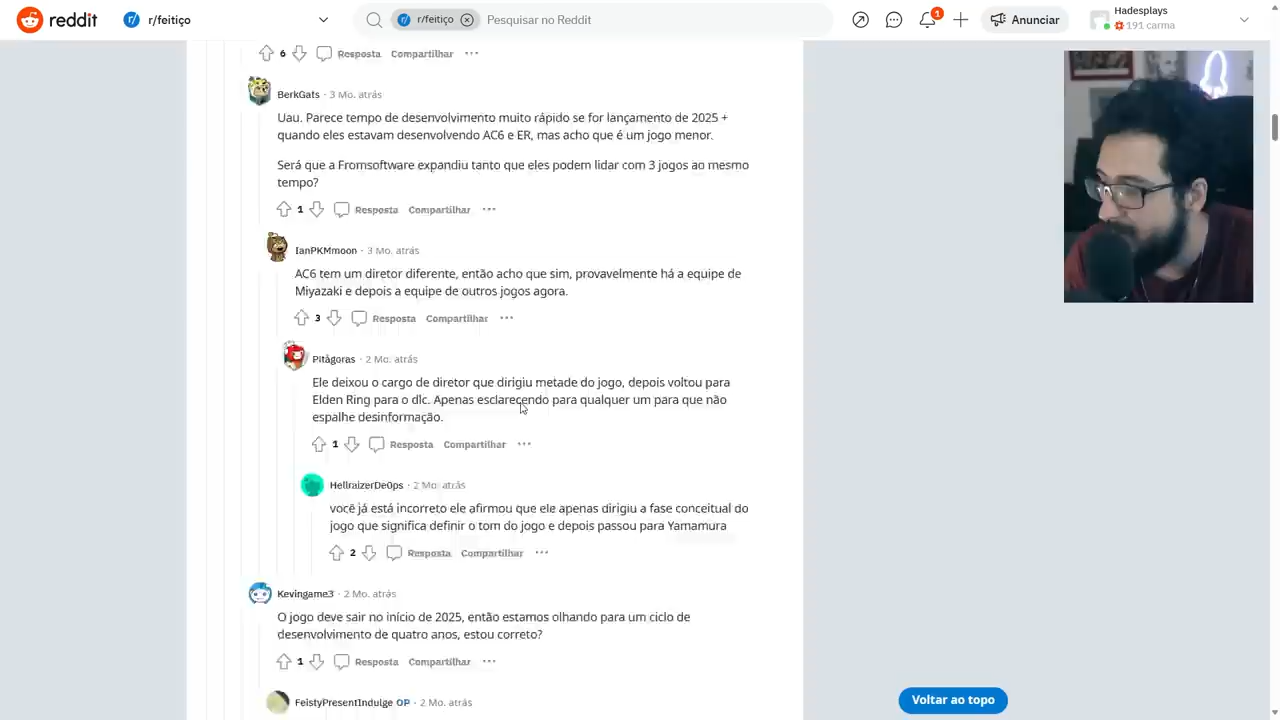 reddit
r/feitiço
r/feitiço
Pesquisar no Reddit
1
Anunciar
Hadesplays
191 carma
6 Resposta Compartilhar ...
BerkGats · 3 Mo. atrás
Uau. Parece tempo de desenvolvimento muito rápido se for lançamento de 2025 +
quando eles estavam desenvolvendo AC6 e ER, mas acho que é um jogo menor.
Será que a Fromsoftware expandiu tanto que eles podem lidar com 3 jogos ao mesmo
tempo?
1 Resposta Compartilhar ...
IanPKMmoon · 3 Mo. atrás
AC6 tem um diretor diferente, então acho que sim, provavelmente há a equipe de
Miyazaki e depois a equipe de outros jogos agora.
3 Resposta Compartilhar ...
Pitágoras · 2 Mo. atrás
Ele deixou o cargo de diretor que dirigiu metade do jogo, depois voltou para
Elden Ring para o dlc. Apenas esclarecendo para qualquer um para que não
espalhe desinformação.
1 Resposta Compartilhar ...
HellraizerDeOps · 2 Mo. atrás
você já está incorreto ele afirmou que ele apenas dirigiu a fase conceitual do
jogo que significa definir o tom do jogo e depois passou para Yamamura
2 Resposta Compartilhar ...
Kevingame3 · 2 Mo. atrás
O jogo deve sair no início de 2025, então estamos olhando para um ciclo de
desenvolvimento de quatro anos, estou correto?
1 Resposta Compartilhar ...
FeistyPresentIndulge OP · 2 Mo. atrás
Voltar ao topo